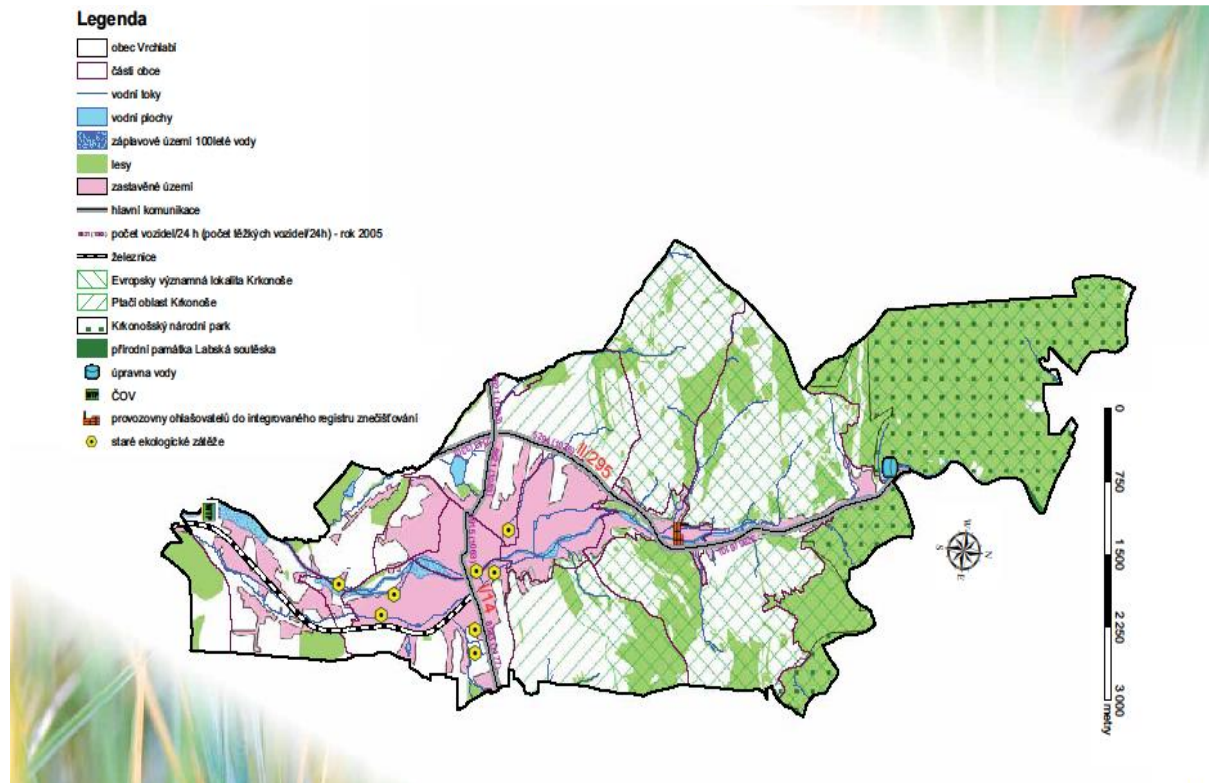 Legenda
obec Vrchlabí
části obce
vodní toky
vodní plochy
záplavové území 100leté vody
lesy
zastavěné území
hlavní komunikace
počet vozidel/24 h (počet těžkých vozidel/24h) - rok 2005
železnice
Evropsky významná lokalita Krkonoše
Ptačí oblast Krkonoše
Krkonošský národní park
přírodní památka Labská soutěska
úpravna vody
ČOV
provozovny ohlašovatelů do integrovaného registru znečišťování
staré ekologické zátěže
II/295
I/14
0
750
1 500
2 250
3 000
metry
W
N
S
E